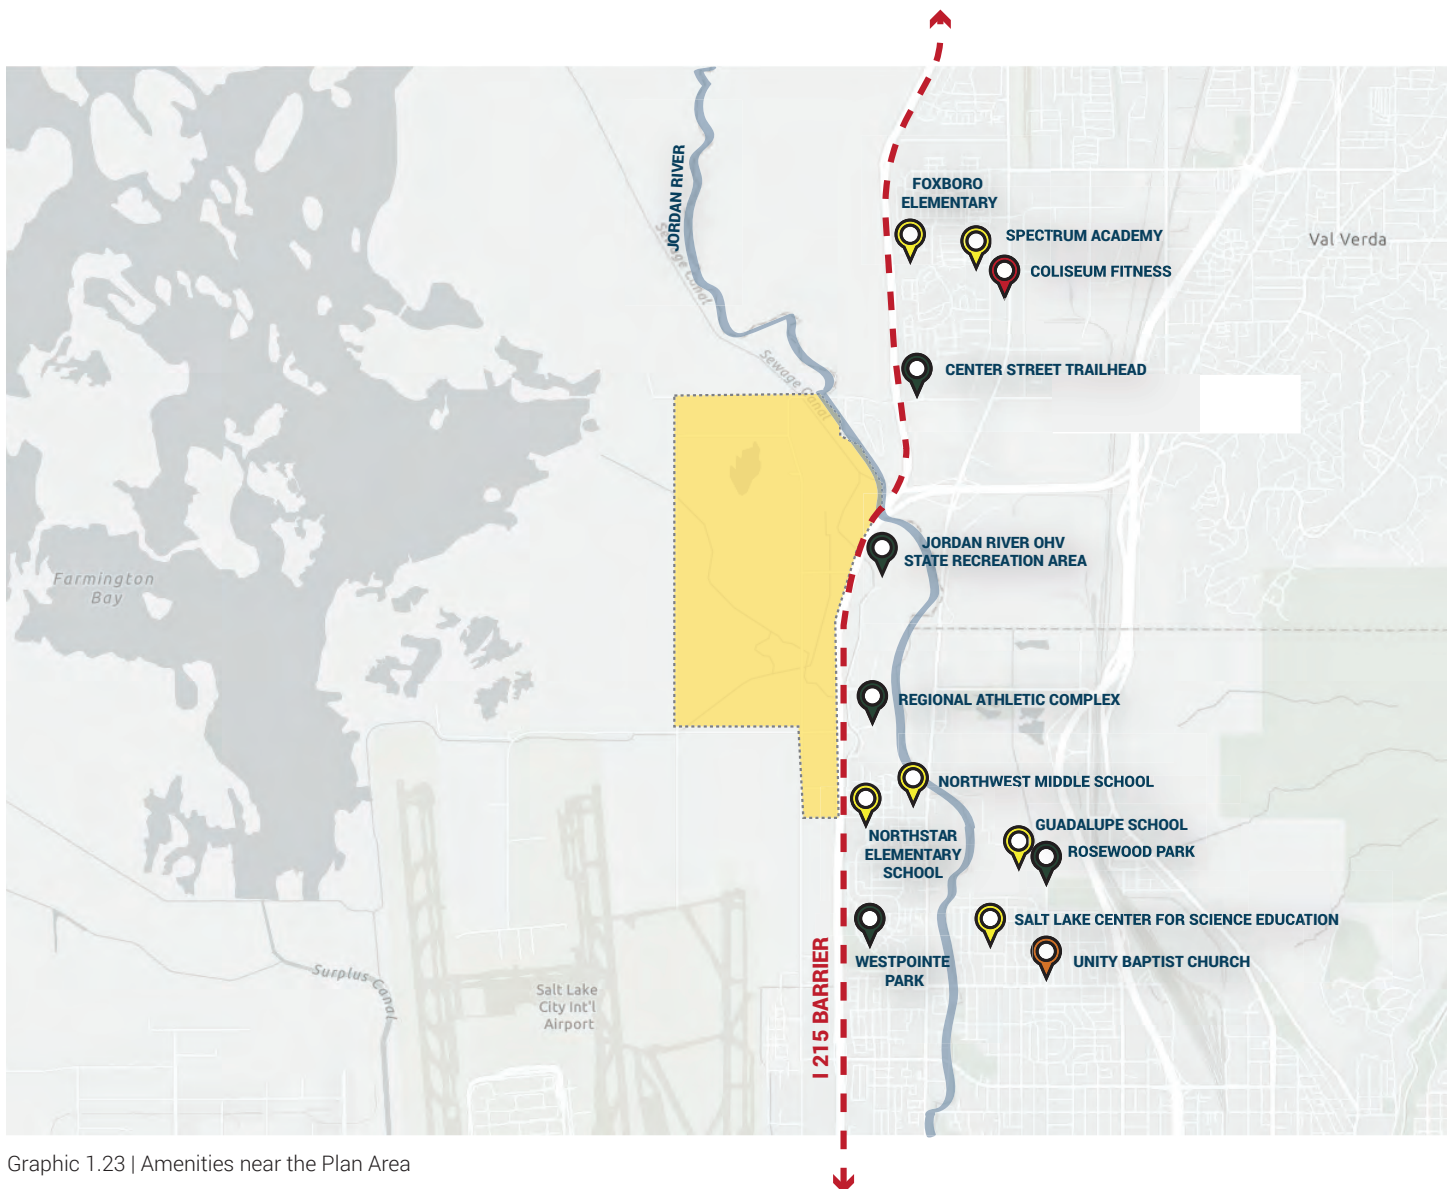 JORDAN RIVER
Sewage Canal
FOXBORO
ELEMENTARY
SPECTRUM ACADEMY
COLISEUM FITNESS
Val Verda
Sewage Canal
CENTER STREET TRAILHEAD
JORDAN RIVER OHV
STATE RECREATION AREA
Farmington
Bay
REGIONAL ATHLETIC COMPLEX
NORTHWEST MIDDLE SCHOOL
NORTHSTAR
ELEMENTARY
SCHOOL
GUADALUPE SCHOOL
ROSEWOOD PARK
SALT LAKE CENTER FOR SCIENCE EDUCATION
WESTPOINTE
PARK
UNITY BAPTIST CHURCH
I 215 BARRIER
Surplus Canal
Salt Lake
City Int'l
Airport
Graphic 1.23 | Amenities near the Plan Area